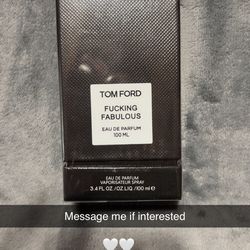 TOM FORD
FUCKING
FABULOUS
EAU DE PARFUM
100 ML
EAU DE PARFUM
VAPORISATEUR SPRAY
3.4 FL.OZ./OZ.LIQ./100 ml ℮
Message me if interested